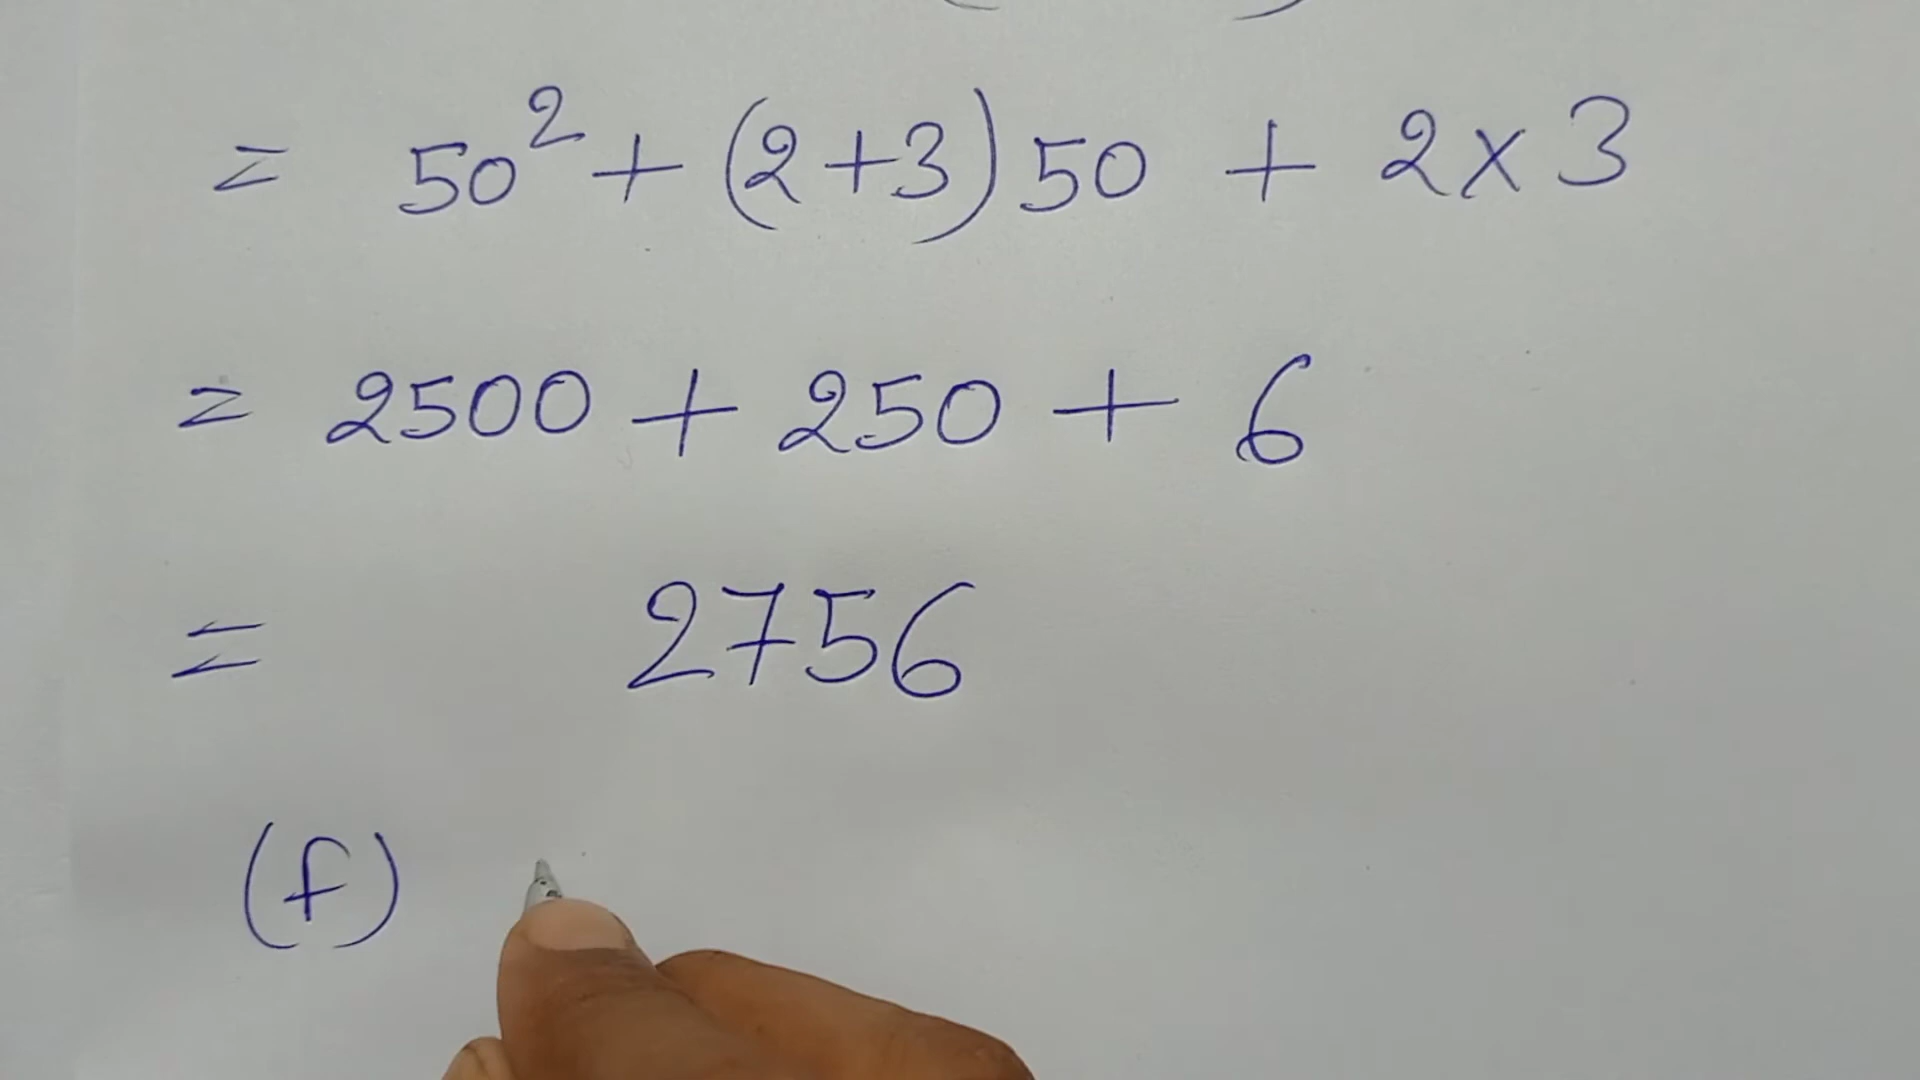 = 50² + (2+3) 50 + 2 × 3
= 2500 + 250 + 6
= 2756
(f)